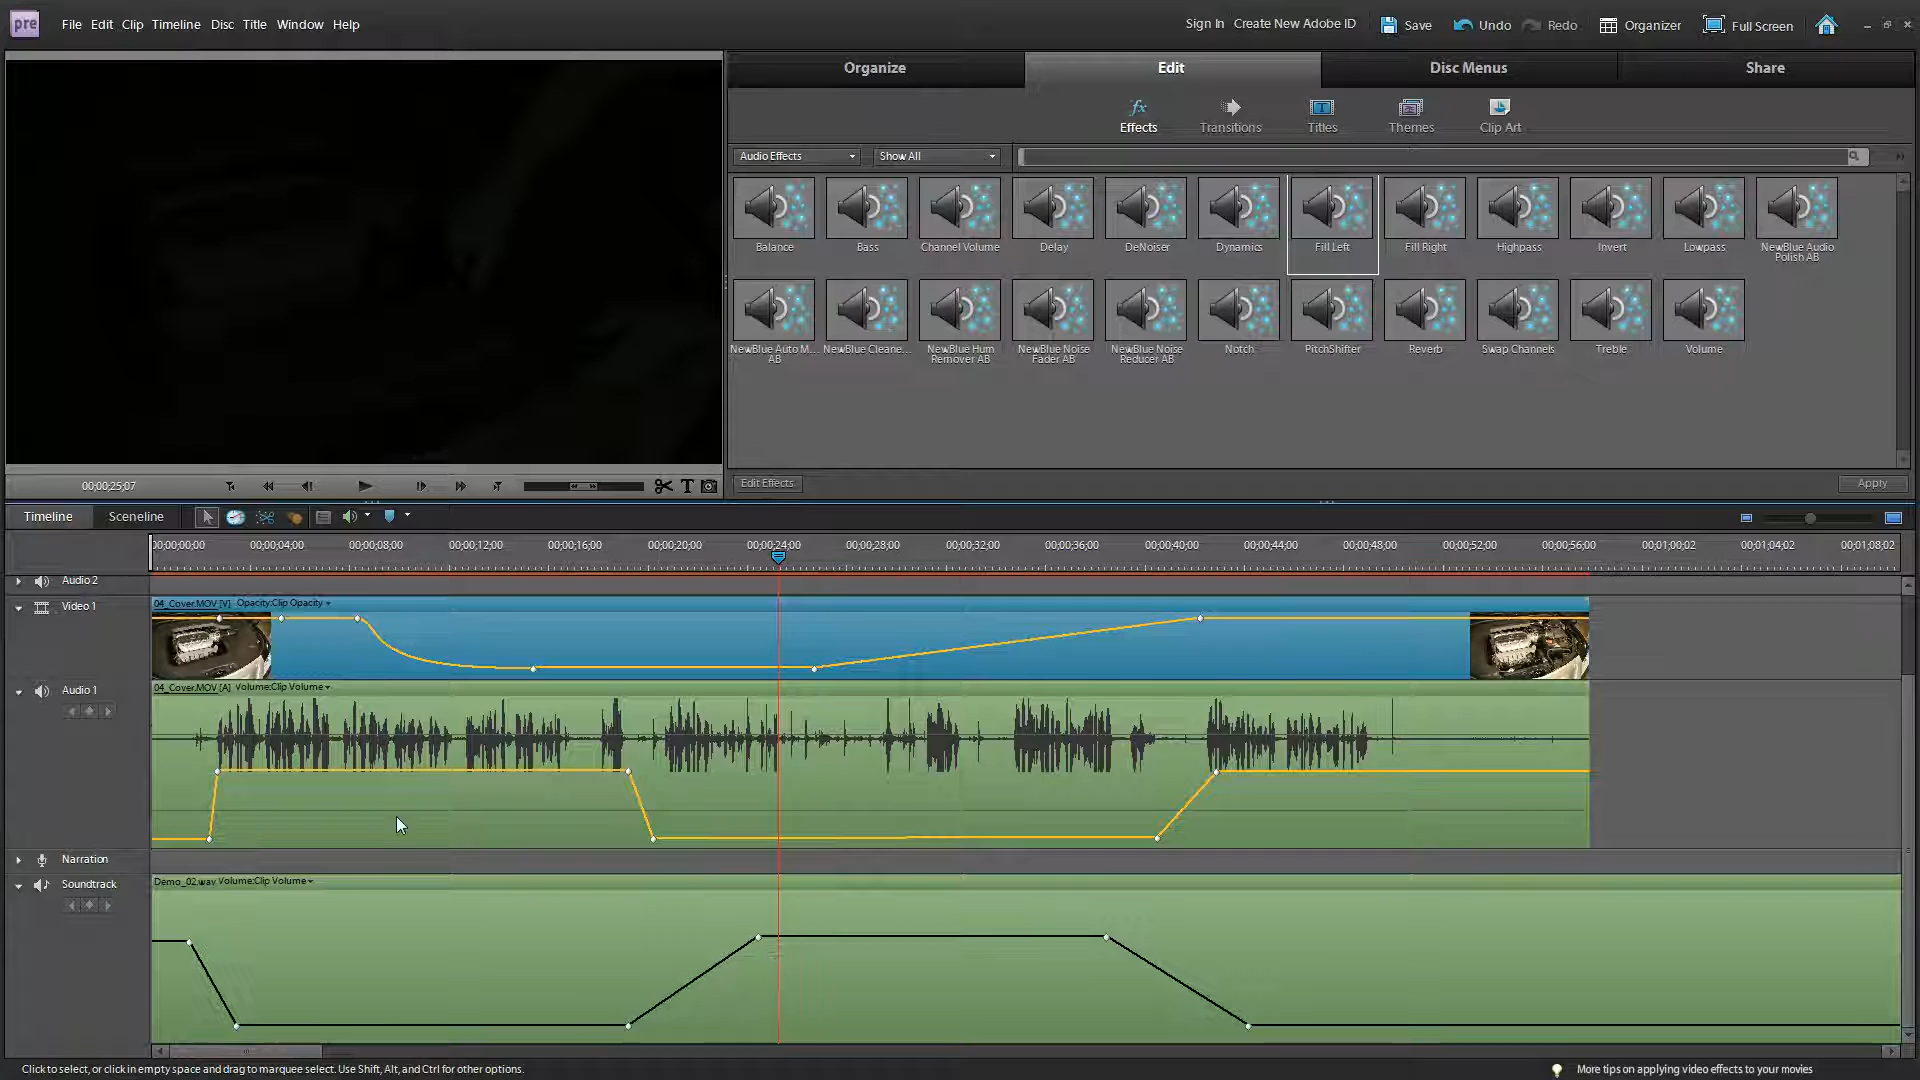 pre File Edit Clip Timeline Disc Title Window Help Sign In Create New Adobe ID Save Undo Redo Organizer Full Screen
Organize Edit Disc Menus Share
fx
Effects Transitions Titles Themes Clip Art
Audio Effects Show All
Balance Bass Channel Volume Delay DeNoiser Dynamics Fill Left Fill Right Highpass Invert Lowpass NewBlue Audio
Polish AB
NewBlue Auto M... NewBlue Cleane... NewBlue Hum NewBlue Noise NewBlue Noise Notch PitchShifter Reverb Swap Channels Treble Volume
AB Remover AB Fader AB Reducer AB
00;00;25;07 Edit Effects Apply
Timeline Sceneline
00;00;00;00 00;00;04;00 00;00;08;00 00;00;12;00 00;00;16;00 00;00;20;00 00;00;24;00 00;00;28;00 00;00;32;00 00;00;36;00 00;00;40;00 00;00;44;00 00;00;48;00 00;00;52;00 00;00;56;00 00;01;00;02 00;01;04;02 00;01;08;02
Audio 2
Video 1 04_Cover.MOV [V] Opacity:Clip Opacity
Audio 1 04_Cover.MOV [A] Volume:Clip Volume
Narration
Soundtrack Demo_02.wav Volume:Clip Volume
Click to select, or click in empty space and drag to marquee select. Use Shift, Alt, and Ctrl for other options. More tips on applying video effects to your movies